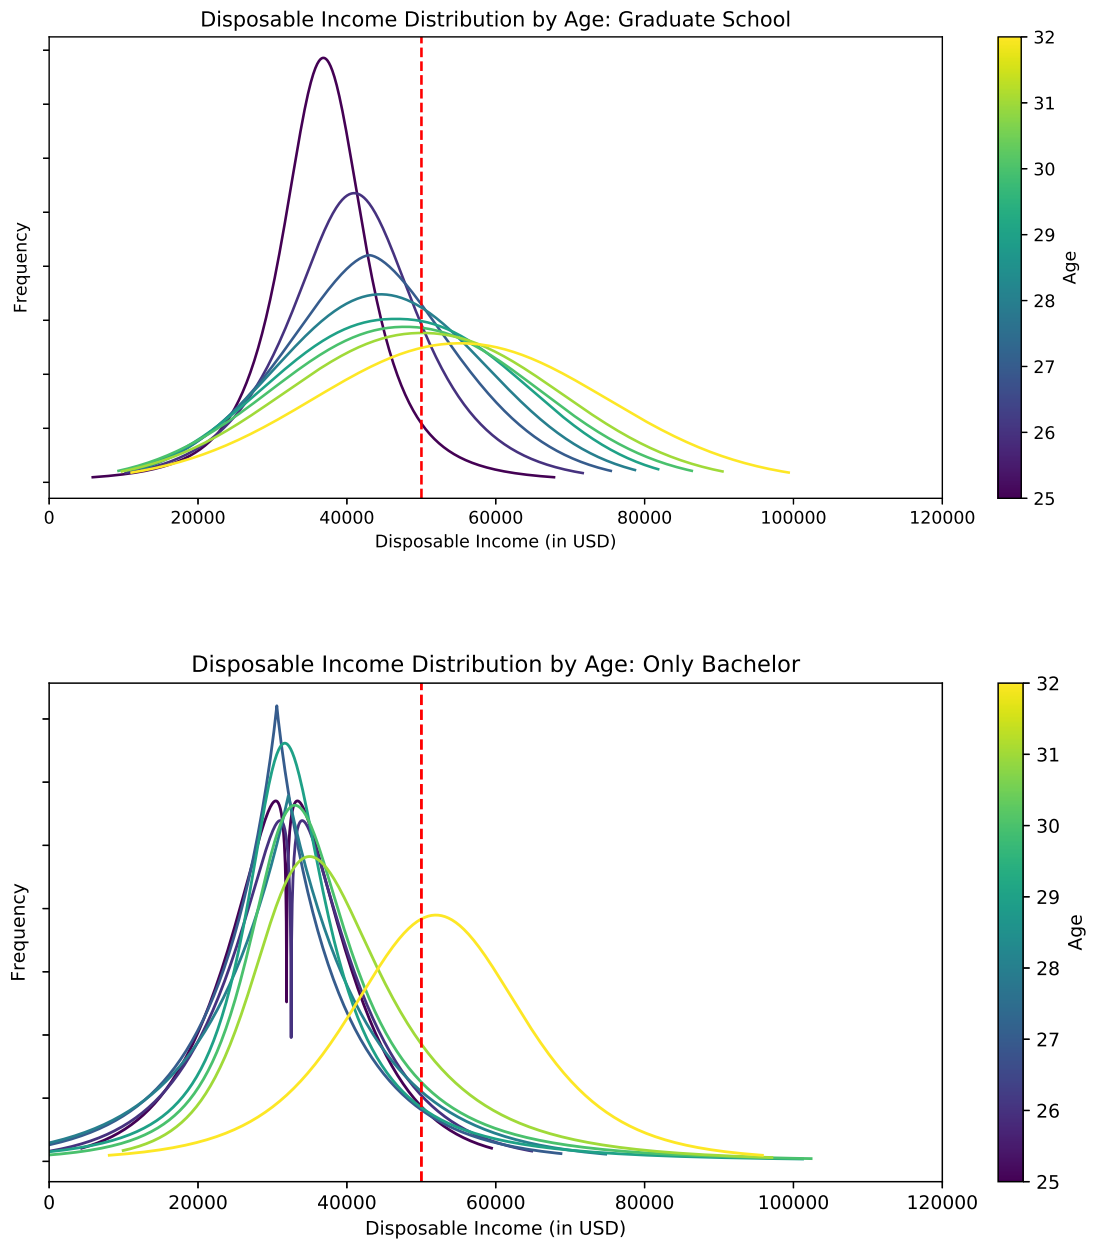 Disposable Income Distribution by Age: Graduate School
Frequency
0 20000 40000 60000 80000 100000 120000
Disposable Income (in USD)
32
31
30
29
28
27
26
25
Age
Disposable Income Distribution by Age: Only Bachelor
Frequency
0 20000 40000 60000 80000 100000 120000
Disposable Income (in USD)
32
31
30
29
28
27
26
25
Age